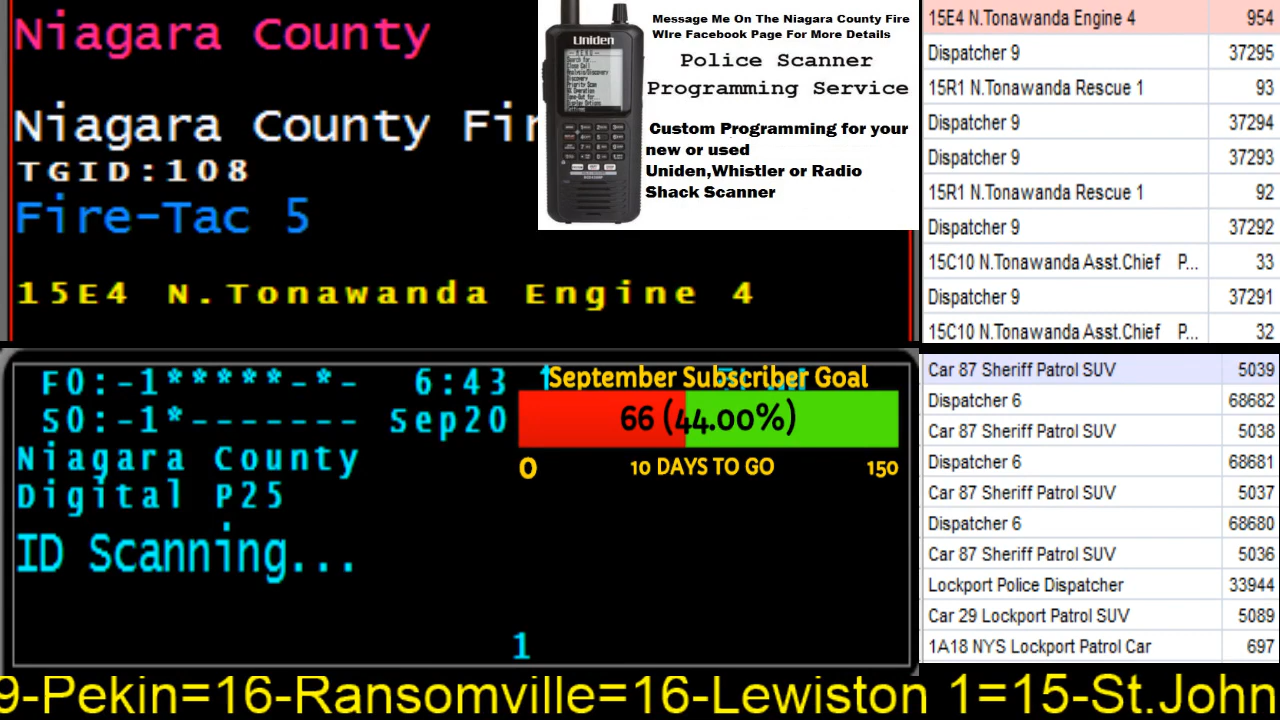 Niagara County
Niagara County Fir
TGID:108
Fire-Tac 5
15E4 N.Tonawanda Engine 4
Uniden
Message Me On The Niagara County Fire
WIre Facebook Page For More Details
Police Scanner
Programming Service
Custom Programming for your
new or used
Uniden,Whistler or Radio
Shack Scanner
15E4 N.Tonawanda Engine 4 954
Dispatcher 9 37295
15R1 N.Tonawanda Rescue 1 93
Dispatcher 9 37294
Dispatcher 9 37293
15R1 N.Tonawanda Rescue 1 92
Dispatcher 9 37292
15C10 N.Tonawanda Asst.Chief P... 33
Dispatcher 9 37291
15C10 N.Tonawanda Asst.Chief P... 32
F0:-1*****-*- 6:43
S0:-1*------- Sep20
Niagara County
Digital P25
ID Scanning...
1
September Subscriber Goal
66 (44.00%)
0 10 DAYS TO GO 150
Car 87 Sheriff Patrol SUV 5039
Dispatcher 6 68682
Car 87 Sheriff Patrol SUV 5038
Dispatcher 6 68681
Car 87 Sheriff Patrol SUV 5037
Dispatcher 6 68680
Car 87 Sheriff Patrol SUV 5036
Lockport Police Dispatcher 33944
Car 29 Lockport Patrol SUV 5089
1A18 NYS Lockport Patrol Car 697
9-Pekin=16-Ransomville=16-Lewiston 1=15-St.John